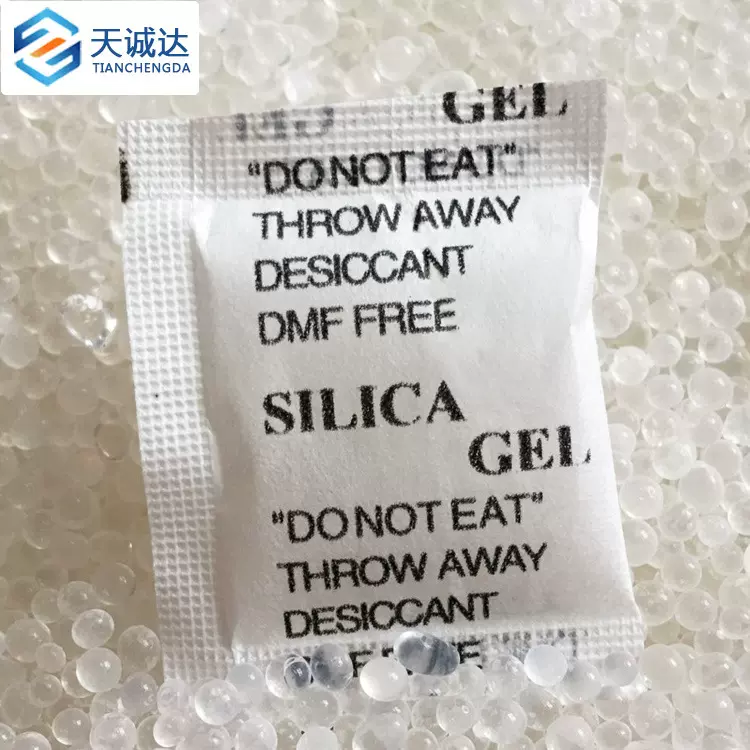 天诚达
TIANCHENGDA
GEL
"DO NOT EAT"
THROW AWAY
DESICCANT
DMF FREE
SILICA
GEL
"DO NOT EAT"
THROW AWAY
DESICCANT